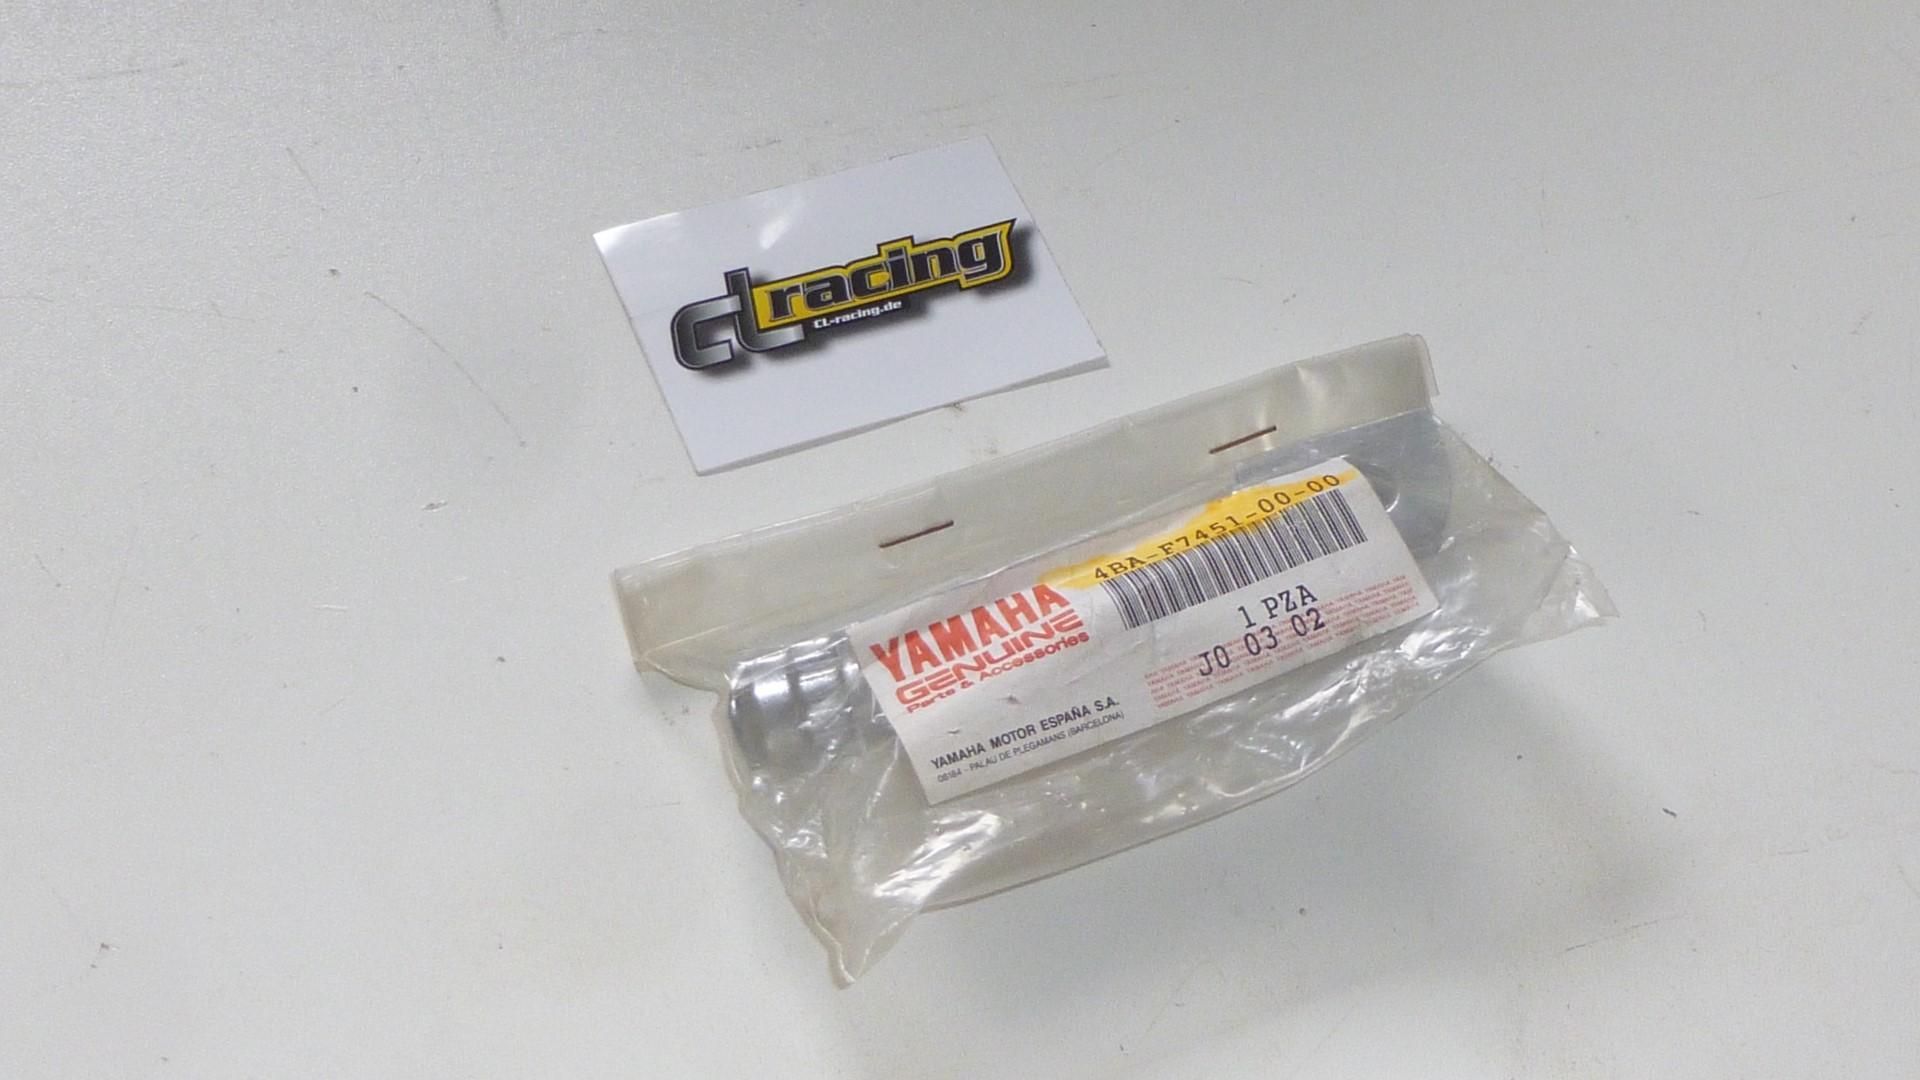 CL racing
CL-racing.de
4BA-F7451-00-00
1 PZA
J0 03 02
YAMAHA
GENUINE
Parts & Accessories
YAMAHA MOTOR ESPAÑA S.A.
08184 - PALAU DE PLEGAMANS (BARCELONA)